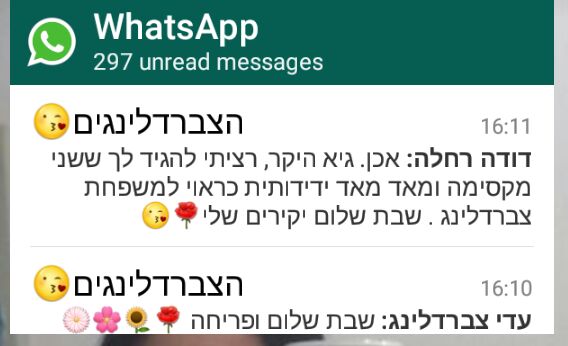 WhatsApp
297 unread messages
הצברדלינגים😘
16:11
דודה רחלה: אכן. גיא היקר, רציתי להגיד לך ששני
מקסימה ומאד מאד ידידותית כראוי למשפחת
צברדלינג . שבת שלום יקירים שלי🌹😘
הצברדלינגים😘
16:10
עדי צברדלינג: שבת שלום ופריחה 🌹🌻🌺🌸